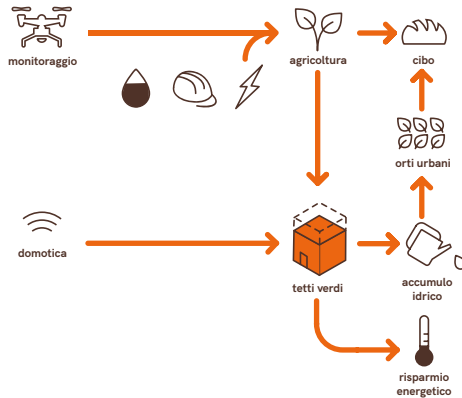 monitoraggio
agricoltura
cibo
orti urbani
domotica
tetti verdi
accumulo
idrico
risparmio
energetico